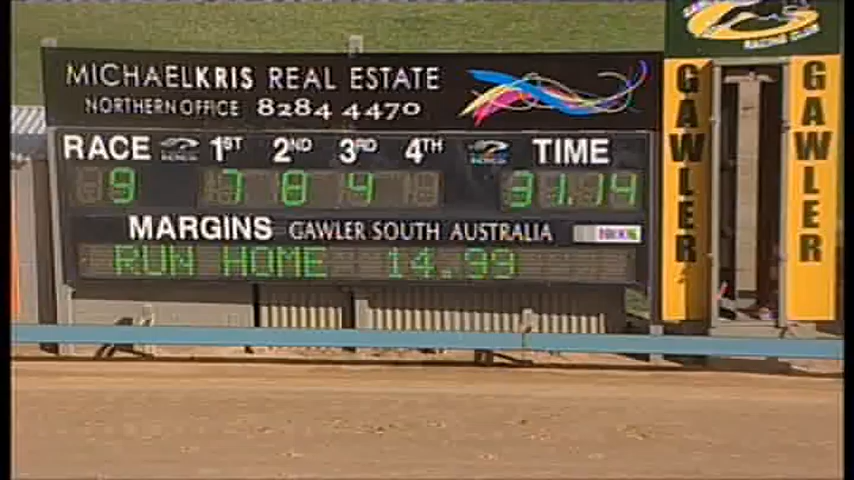 MICHAELKRIS REAL ESTATE
NORTHERN OFFICE 8284 4470
RACE 1ST 2ND 3RD 4TH TIME
9 7 8 4 31.14
MARGINS GAWLER SOUTH AUSTRALIA
RUN HOME 14.99
GAWLER
GAWLER